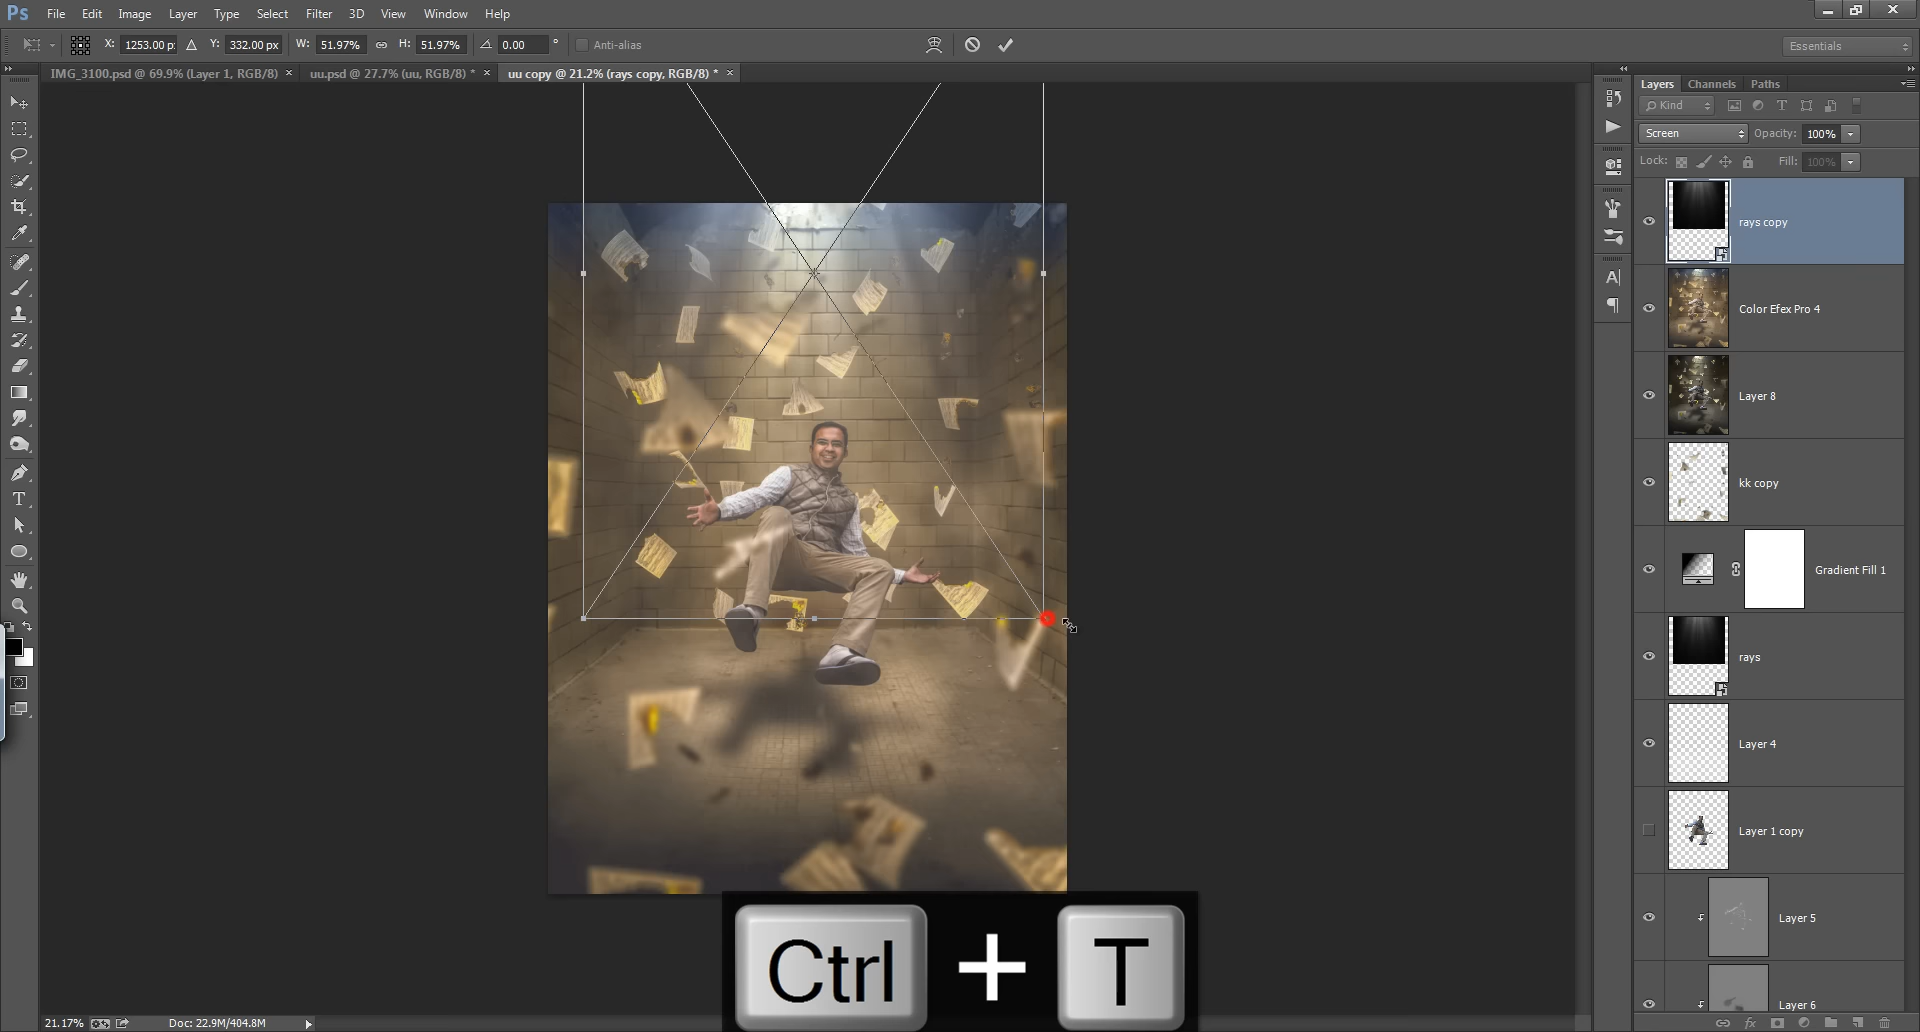 Ps File Edit Image Layer Type Select Filter 3D View Window Help
X: 1253.00 p Y: 332.00 px W: 51.97% H: 51.97% 0.00 ° Anti-alias Essentials
IMG_3100.psd @ 69.9% (Layer 1, RGB/8) × uu.psd @ 27.7% (uu, RGB/8) * × uu copy @ 21.2% (rays copy, RGB/8) * ×
Layers Channels Paths
Kind
Screen Opacity: 100%
Lock: Fill: 100%
rays copy
Color Efex Pro 4
Layer 8
kk copy
Gradient Fill 1
rays
Layer 4
Layer 1 copy
Layer 5
Layer 6
Ctrl + T
21.17% Doc: 22.9M/404.8M